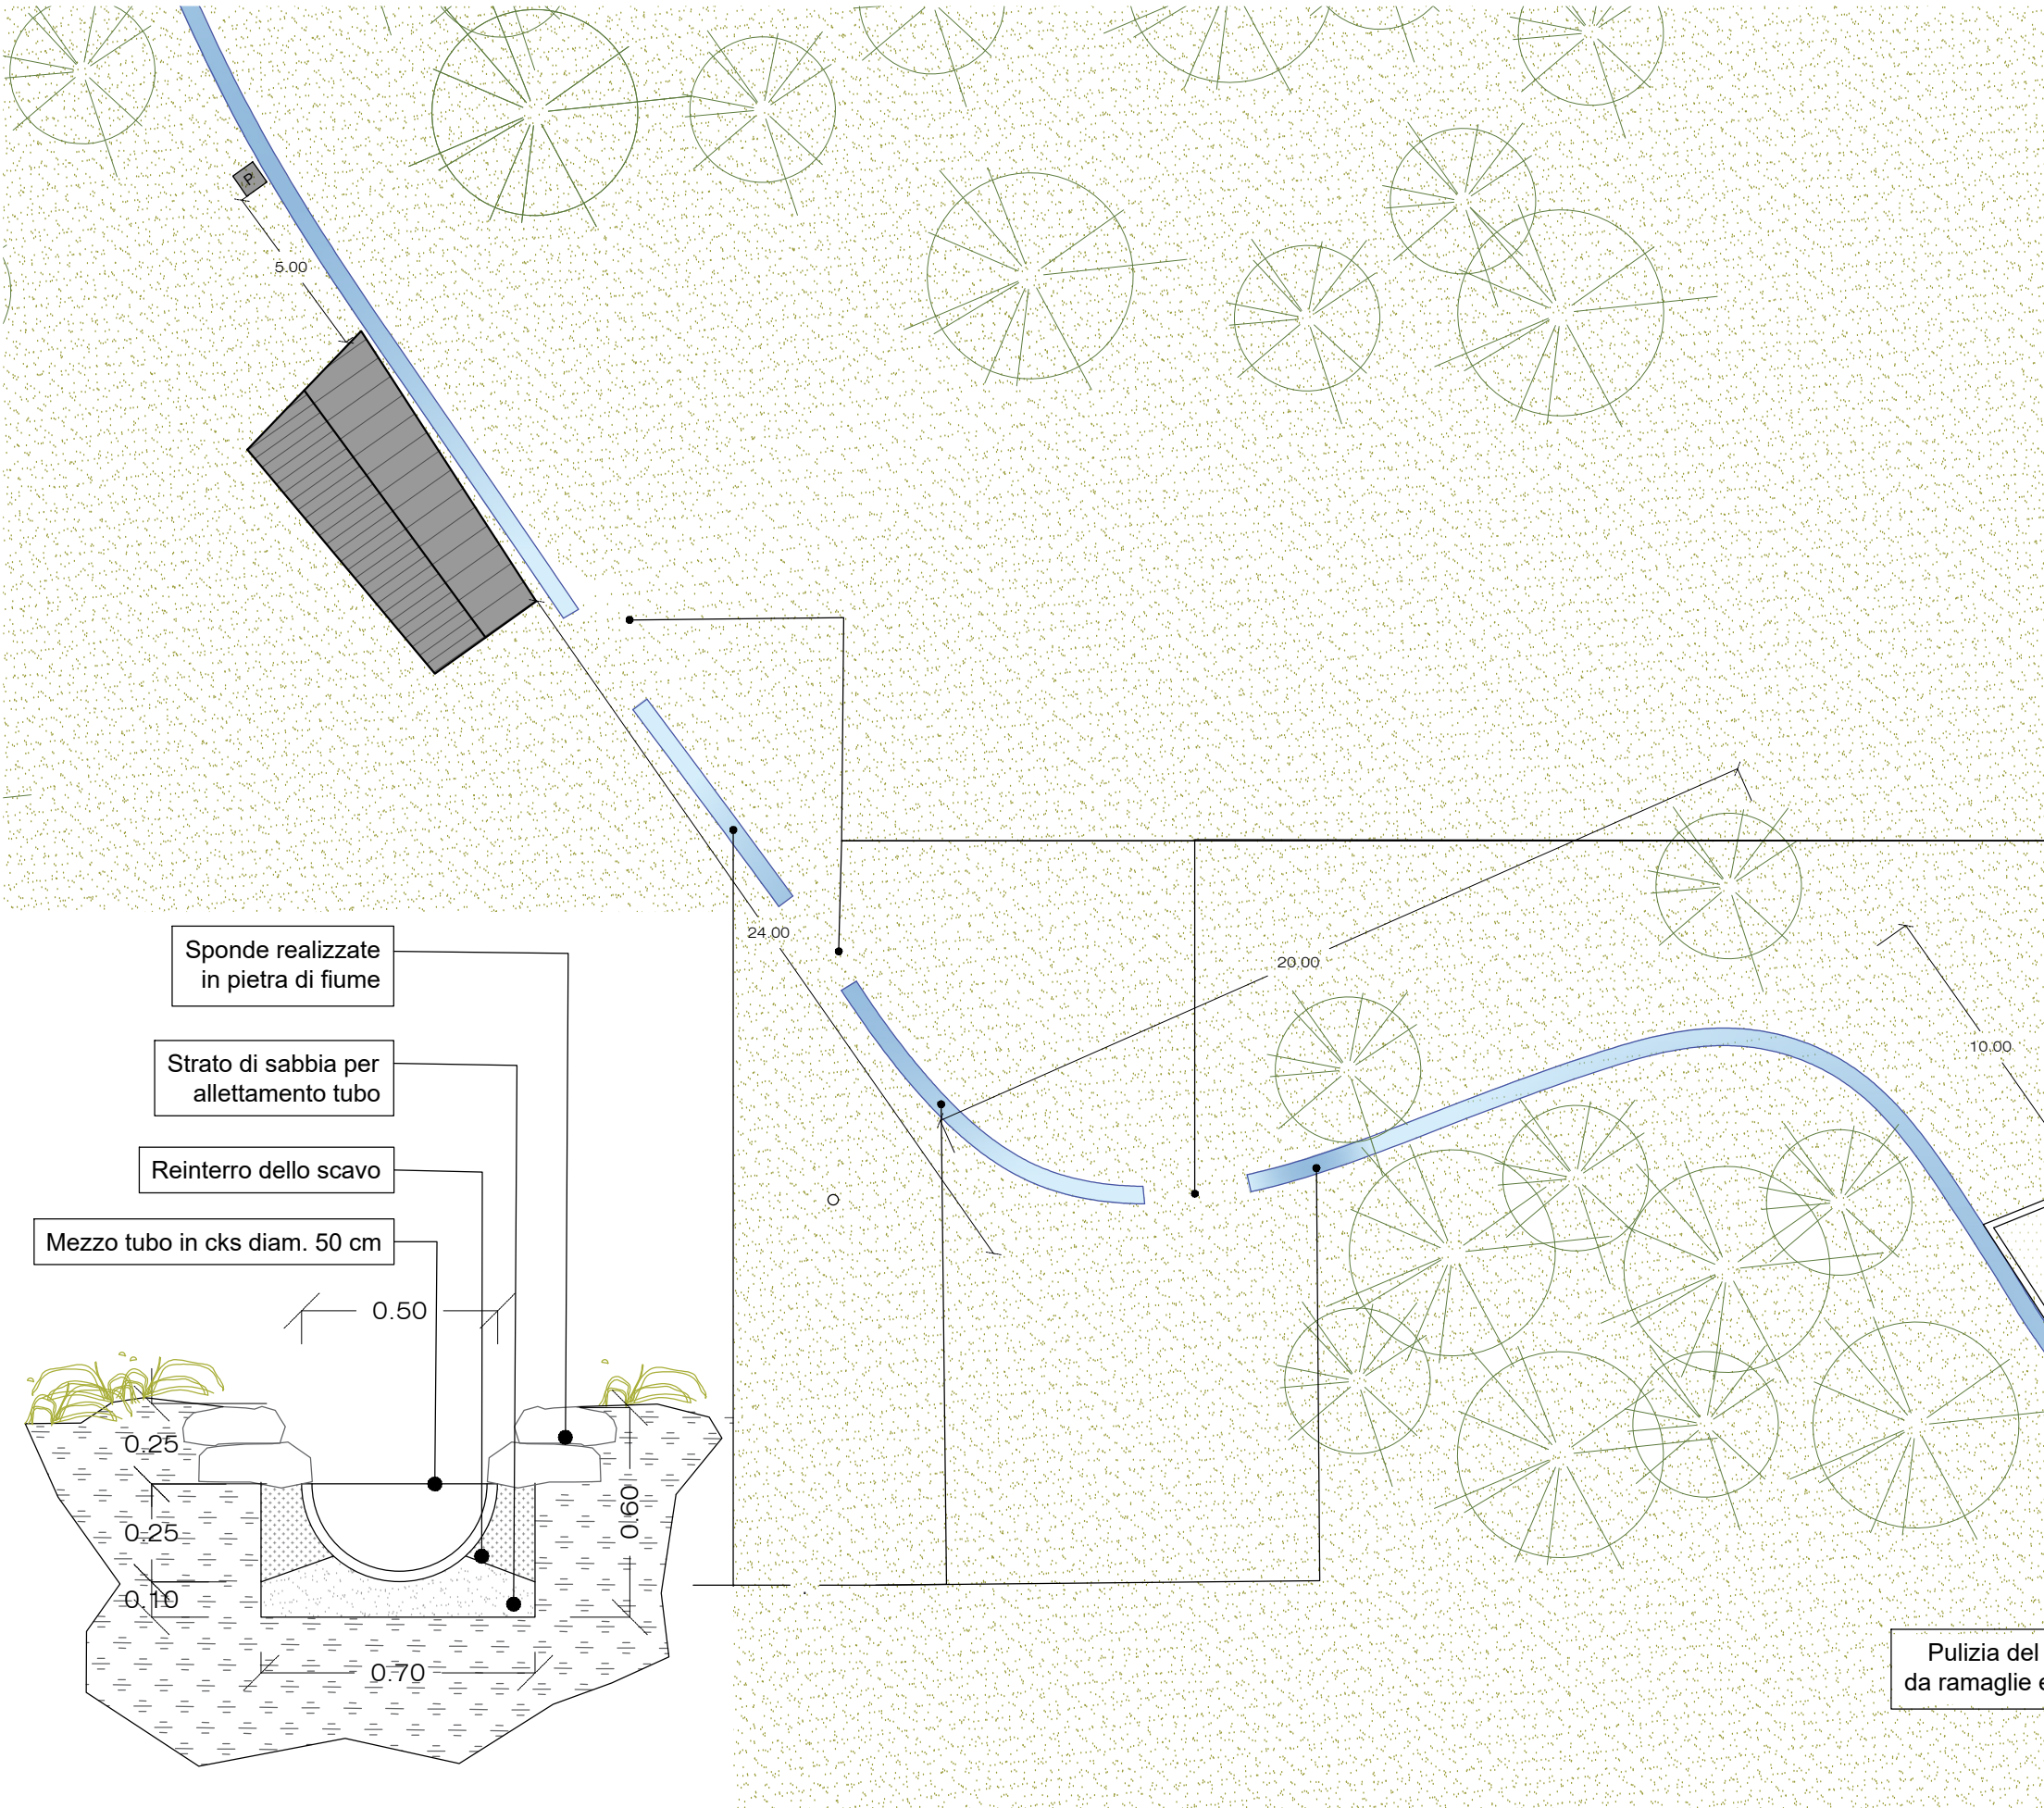 P
5.00
24.00
20.00
10.00
Sponde realizzate
in pietra di fiume
Strato di sabbia per
allettamento tubo
Reinterro dello scavo
Mezzo tubo in cks diam. 50 cm
0.50
0.25
0.25
0.10
0.60
0.70
Pulizia del
da ramaglie e